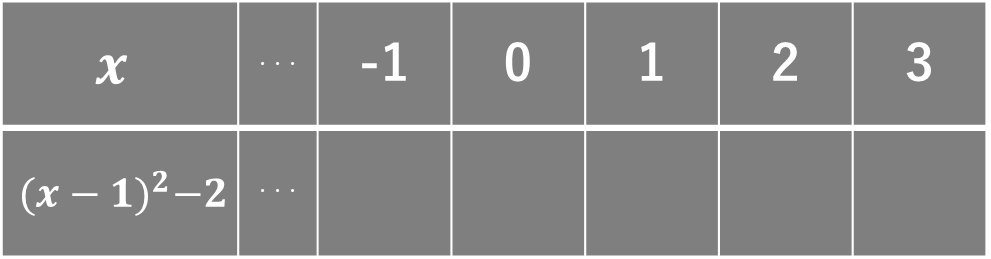 x ... -1 0 1 2 3
(x − 1)²−2 ...